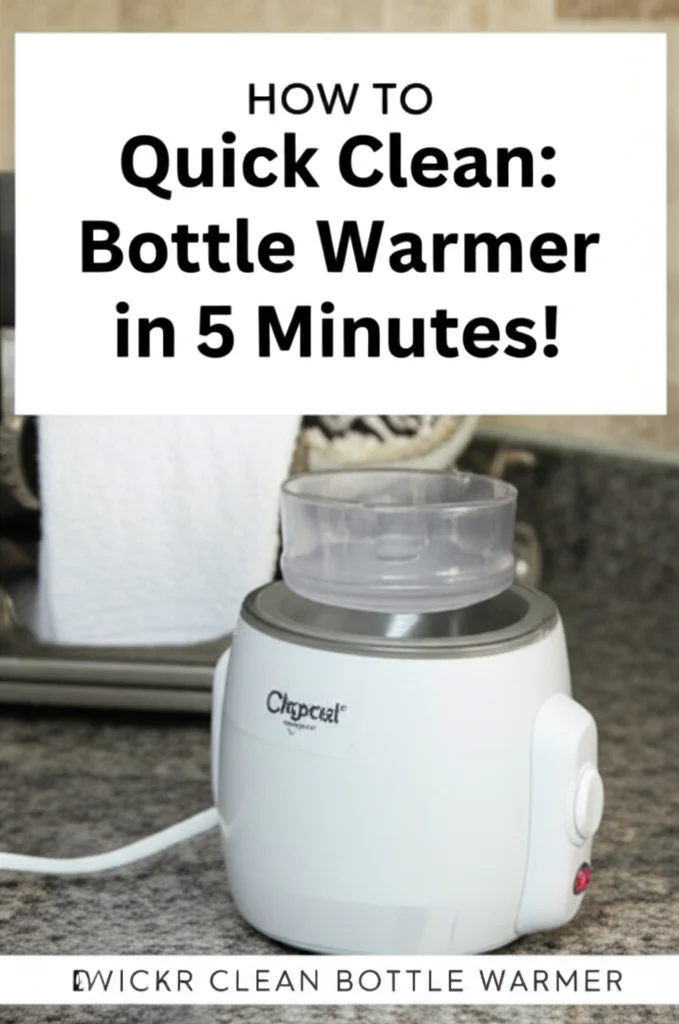 HOW TO
Quick Clean:
Bottle Warmer
in 5 Minutes!
CLEAN BOTTLE WARMER